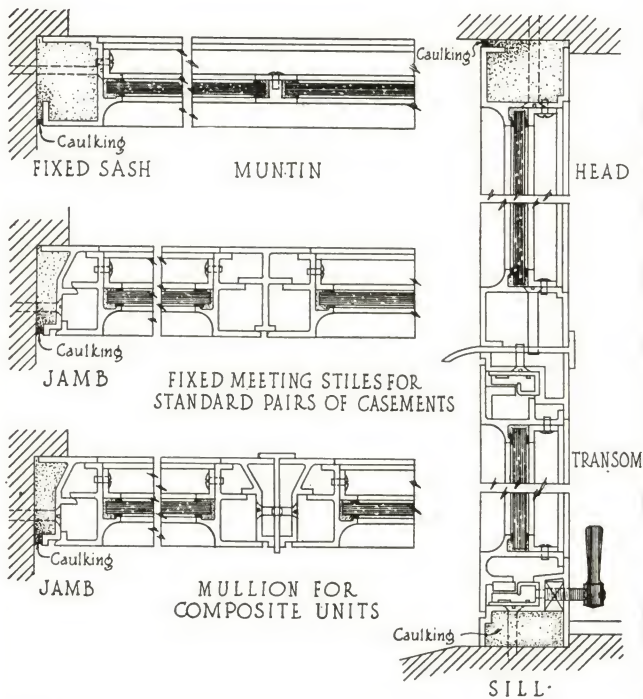 Caulking
FIXED SASH
MUNTIN
Caulking
JAMB
FIXED MEETING STILES FOR
STANDARD PAIRS OF CASEMENTS
Caulking
JAMB
MULLION FOR
COMPOSITE UNITS
Caulking
HEAD
TRANSOM
Caulking
SILL